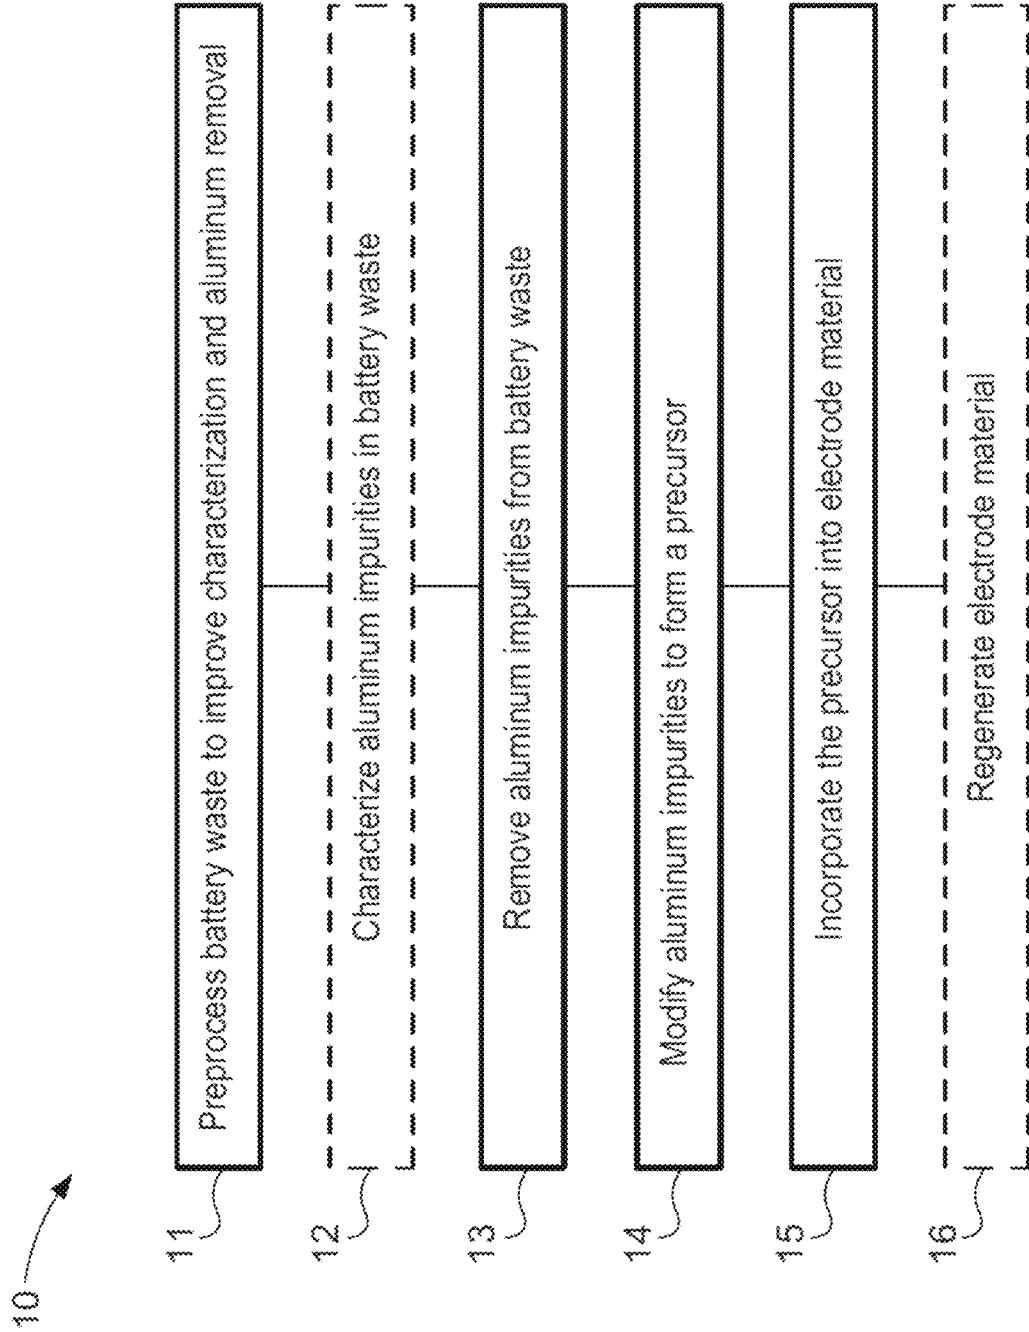 10
11
Preprocess battery waste to improve characterization and aluminum removal
12
Characterize aluminum impurities in battery waste
13
Remove aluminum impurities from battery waste
14
Modify aluminum impurities to form a precursor
15
Incorporate the precursor into electrode material
16
Regenerate electrode material